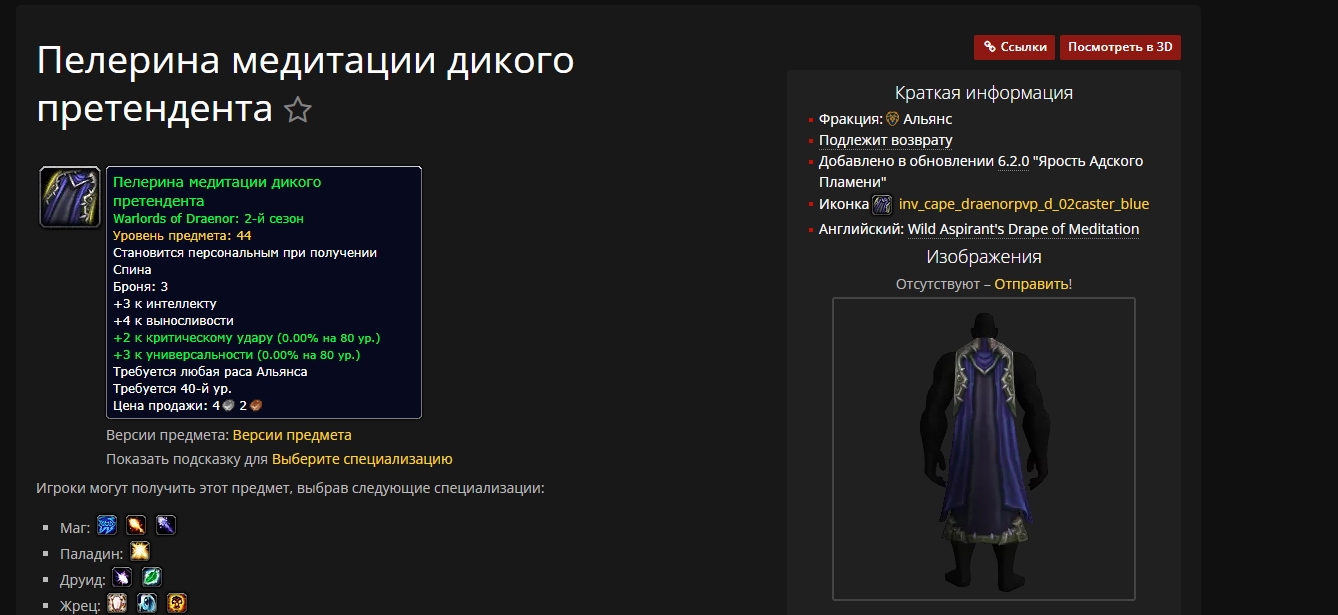 Пелерина медитации дикого
претендента
Пелерина медитации дикого
претендента
Warlords of Draenor: 2-й сезон
Уровень предмета: 44
Становится персональным при получении
Спина
Броня: 3
+3 к интеллекту
+4 к выносливости
+2 к критическому удару (0.00% на 80 ур.)
+3 к универсальности (0.00% на 80 ур.)
Требуется любая раса Альянса
Требуется 40-й ур.
Цена продажи: 4 2
Версии предмета: Версии предмета
Показать подсказку для Выберите специализацию
Игроки могут получить этот предмет, выбрав следующие специализации:
Маг:
Паладин:
Друид:
Жрец:
Ссылки Посмотреть в 3D
Краткая информация
Фракция: Альянс
Подлежит возврату
Добавлено в обновлении 6.2.0 "Ярость Адского
Пламени"
Иконка inv_cape_draenorpvp_d_02caster_blue
Английский: Wild Aspirant's Drape of Meditation
Изображения
Отсутствуют – Отправить!